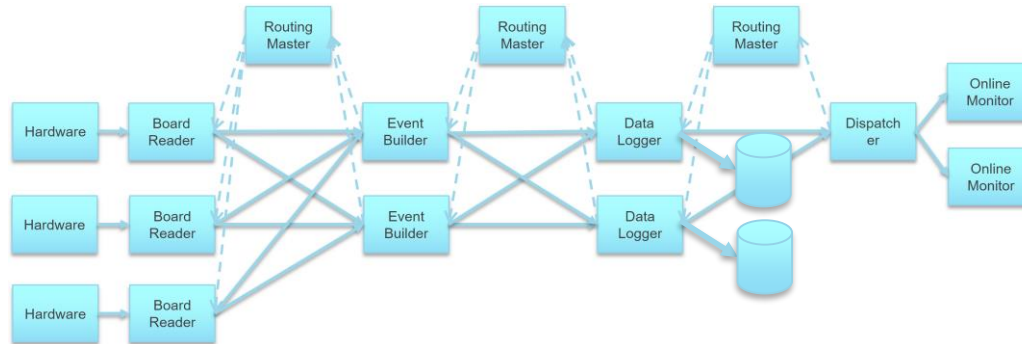 Routing
Master
Routing
Master
Routing
Master
Online
Monitor
Hardware
Board
Reader
Event
Builder
Data
Logger
Dispatch
er
Online
Monitor
Hardware
Board
Reader
Event
Builder
Data
Logger
Hardware
Board
Reader